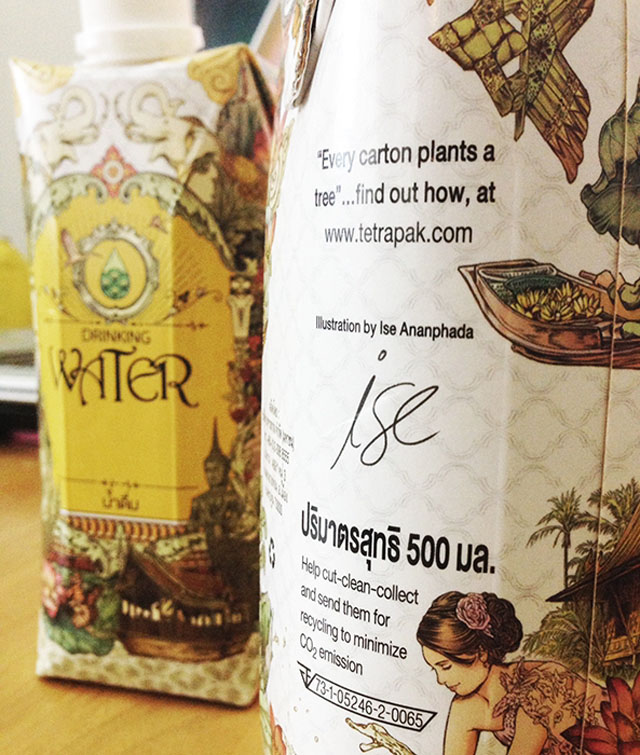 DRINKING
WATER
น้ำดื่ม
"Every carton plants a
tree"...find out how, at
www.tetrapak.com
Illustration by Ise Ananphada
ise
ปริมาตรสุทธิ 500 มล.
Help cut-clean-collect
and send them for
recycling to minimize
CO₂ emission
73-1-05246-2-0065